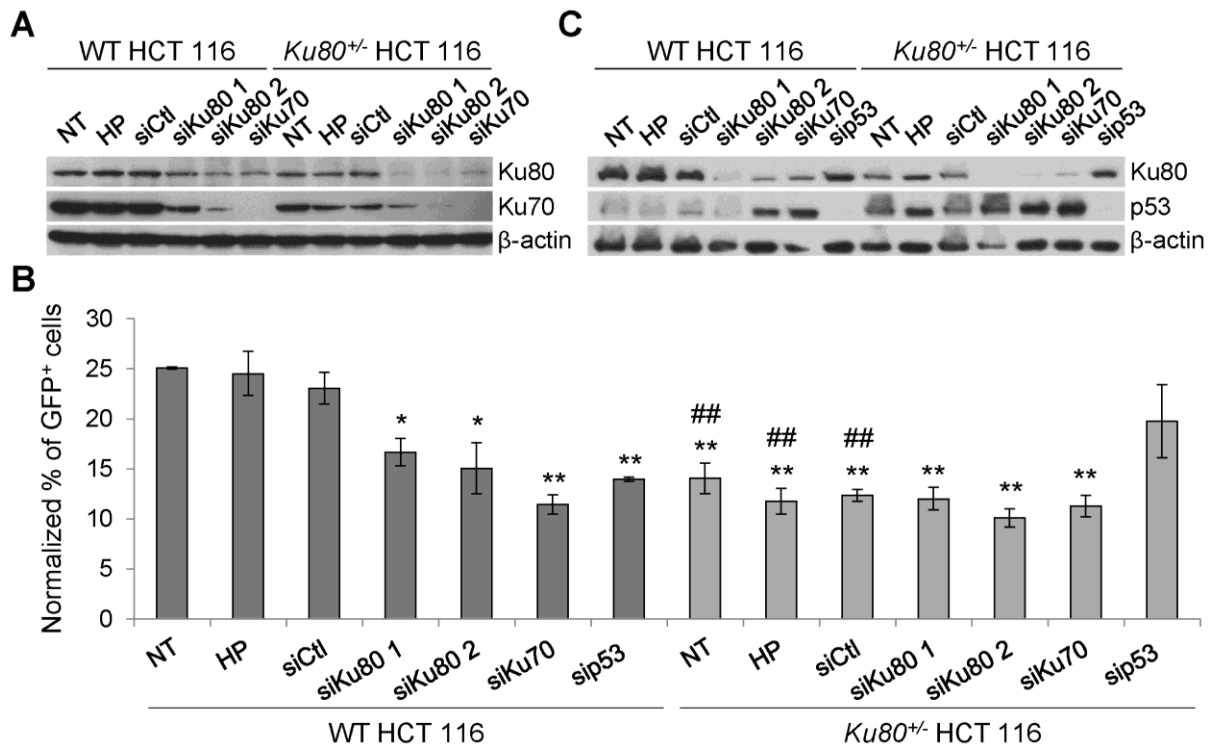 A
WT HCT 116 Ku80+/- HCT 116
NT HP siCtl siKu80 1 siKu80 2 siKu70 NT HP siCtl siKu80 1 siKu80 2 siKu70
Ku80
Ku70
β-actin
C
WT HCT 116 Ku80+/- HCT 116
NT HP siCtl siKu80 1 siKu80 2 siKu70 sip53 NT HP siCtl siKu80 1 siKu80 2 siKu70 sip53
Ku80
p53
β-actin
B
Normalized % of GFP+ cells
30
25
20
15
10
5
0
* * ** ** ## ** ## ** ## ** ** ** **
NT HP siCtl siKu80 1 siKu80 2 siKu70 sip53 NT HP siCtl siKu80 1 siKu80 2 siKu70 sip53
WT HCT 116 Ku80+/- HCT 116